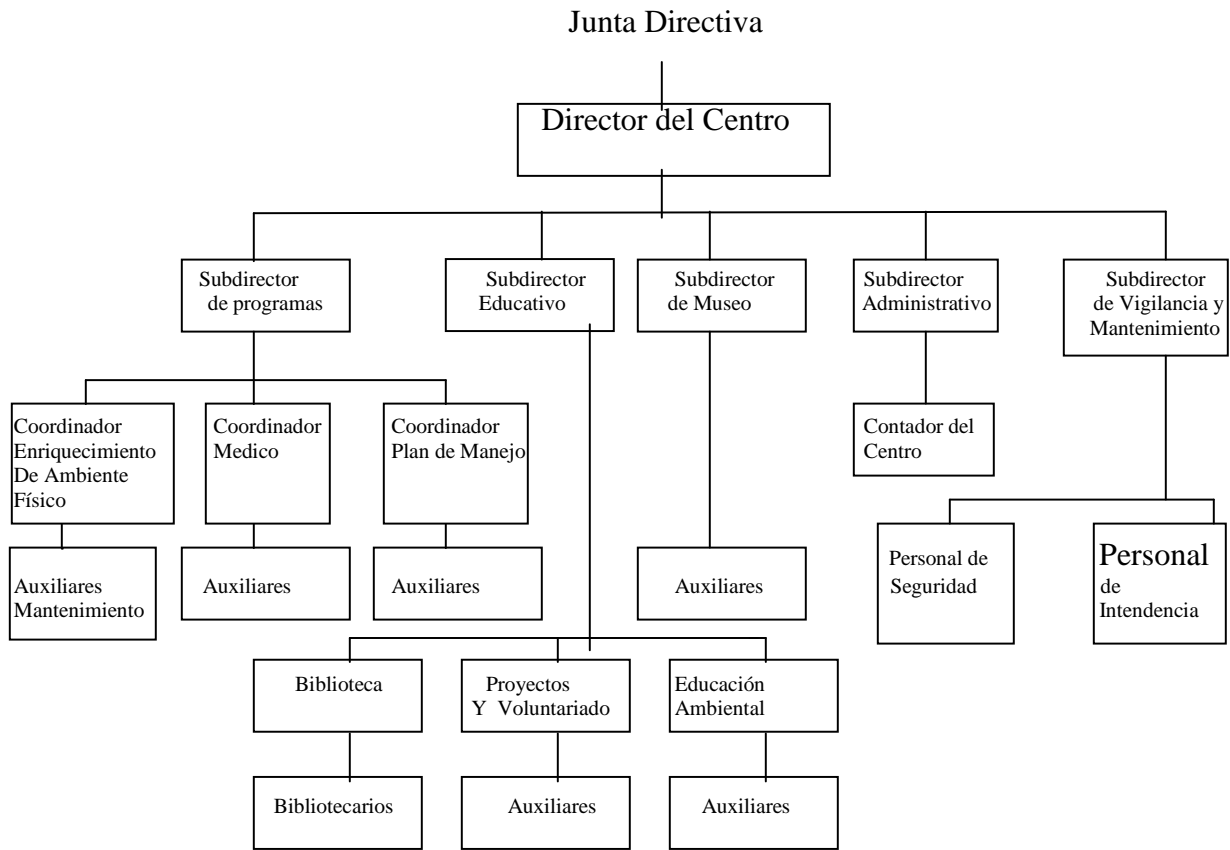 Junta Directiva
Director del Centro
Subdirector
de programas
Subdirector
Educativo
Subdirector
de Museo
Subdirector
Administrativo
Subdirector
de Vigilancia y
Mantenimiento
Coordinador
Enriquecimiento
De Ambiente
Físico
Coordinador
Medico
Coordinador
Plan de Manejo
Contador del
Centro
Auxiliares
Mantenimiento
Auxiliares
Auxiliares
Auxiliares
Personal de
Seguridad
Personal
de
Intendencia
Biblioteca
Proyectos
Y Voluntariado
Educación
Ambiental
Bibliotecarios
Auxiliares
Auxiliares